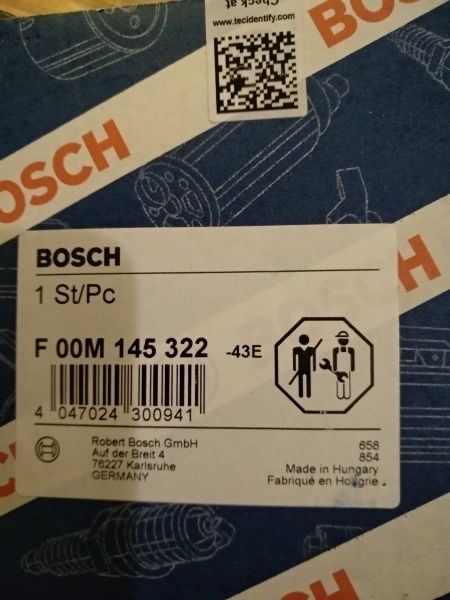 Check at
www.tecidentify.com
BOSCH
BOSCH
BOSCH
BOSCH
1 St/Pc
F 00M 145 322 -43E
4 047024 300941
Robert Bosch GmbH
Auf der Breit 4
76227 Karlsruhe
GERMANY
658
854
Made in Hungary
Fabriqué en Hongrie
BOSCH